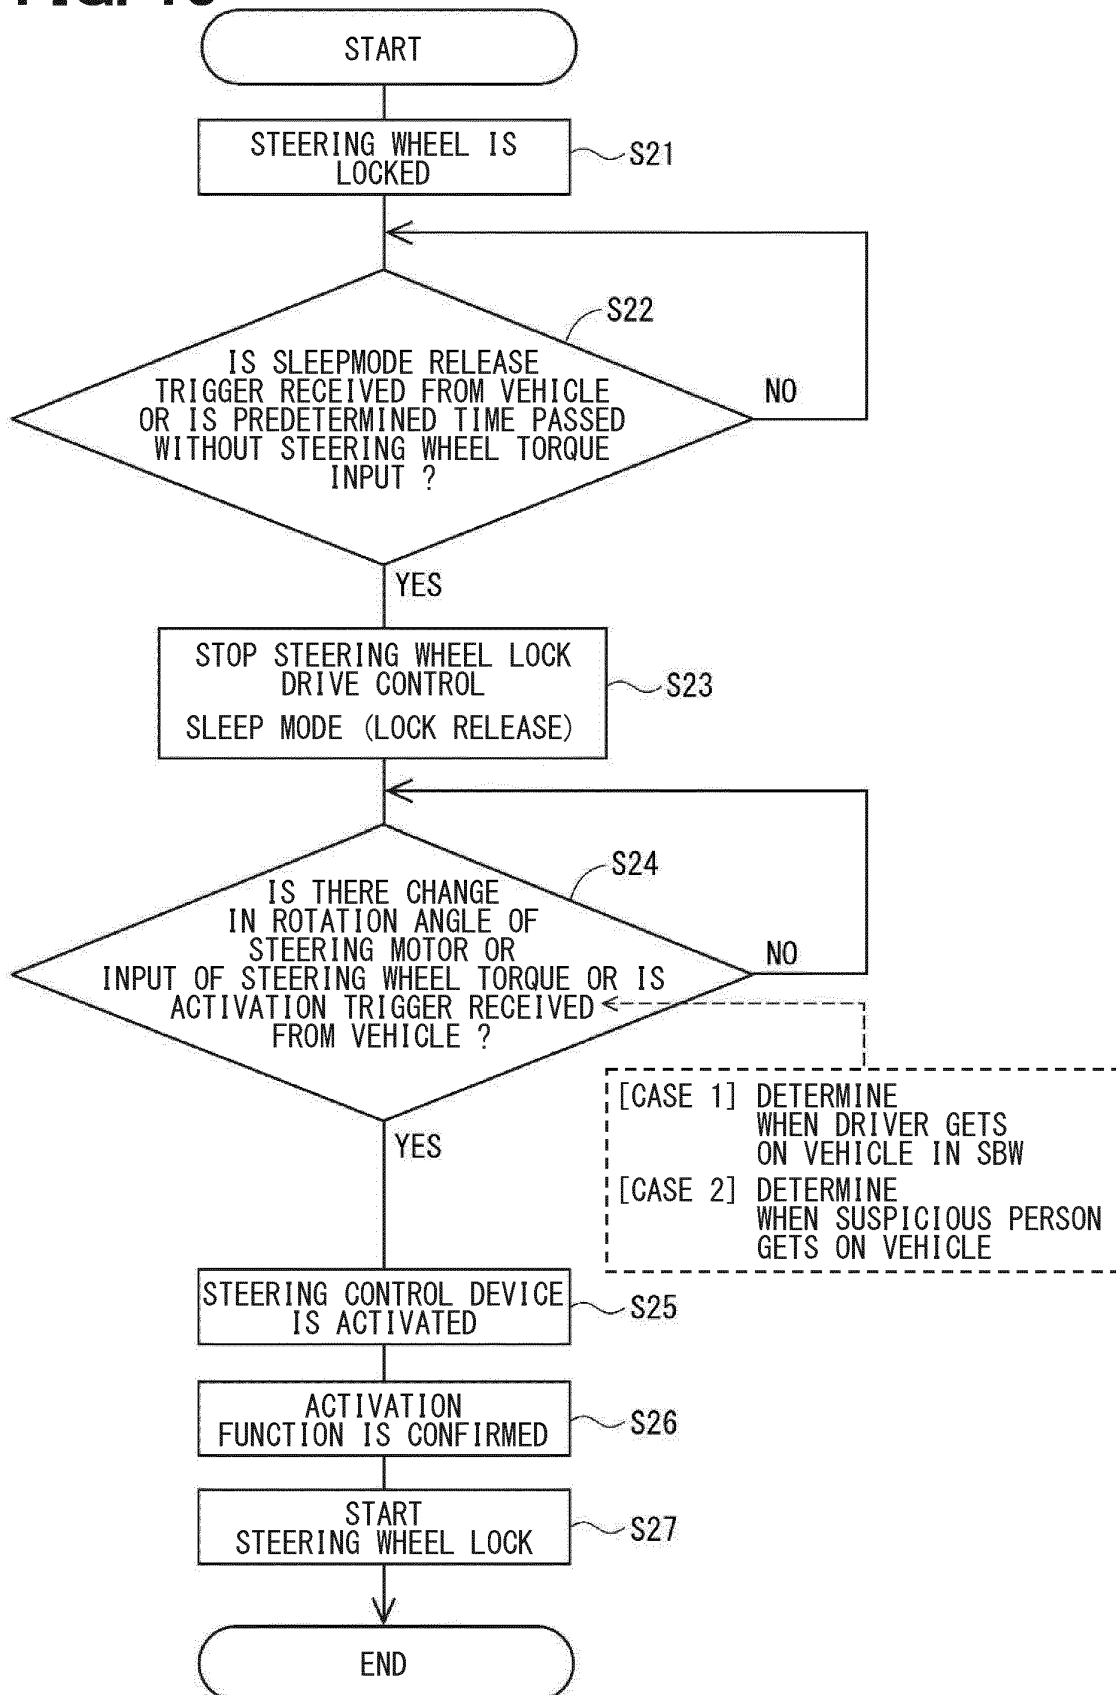 START
STEERING WHEEL IS
LOCKED
S21
S22
IS SLEEPMODE RELEASE
TRIGGER RECEIVED FROM VEHICLE
OR IS PREDETERMINED TIME PASSED
WITHOUT STEERING WHEEL TORQUE
INPUT ?
NO
YES
STOP STEERING WHEEL LOCK
DRIVE CONTROL
SLEEP MODE (LOCK RELEASE)
S23
S24
IS THERE CHANGE
IN ROTATION ANGLE OF
STEERING MOTOR OR
INPUT OF STEERING WHEEL TORQUE OR IS
ACTIVATION TRIGGER RECEIVED
FROM VEHICLE ?
NO
YES
[CASE 1] DETERMINE
WHEN DRIVER GETS
ON VEHICLE IN SBW
[CASE 2] DETERMINE
WHEN SUSPICIOUS PERSON
GETS ON VEHICLE
STEERING CONTROL DEVICE
IS ACTIVATED
S25
ACTIVATION
FUNCTION IS CONFIRMED
S26
START
STEERING WHEEL LOCK
S27
END